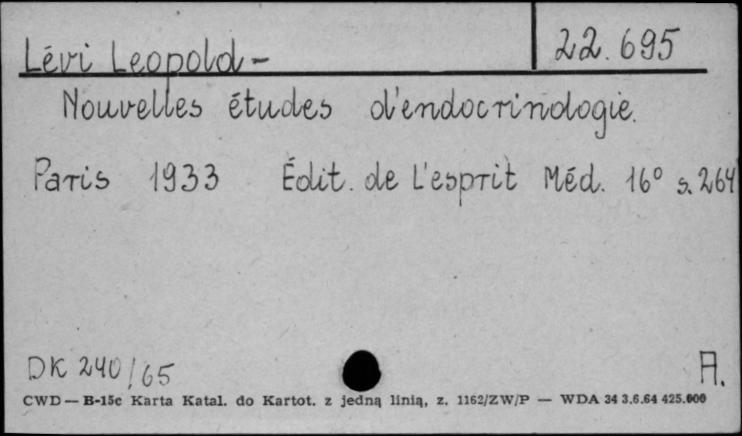 Lévi Leopold - 22.695
Nouvelles études d'endocrinologie.
Paris 1933 Édit. de L'esprit Méd. 16° s. 264
DK 240/65 A.
CWD — B-15c Karta Katal. do Kartot. z jedną linią, z. 1162/ZW/P — WDA 34 3.6.64 425.000